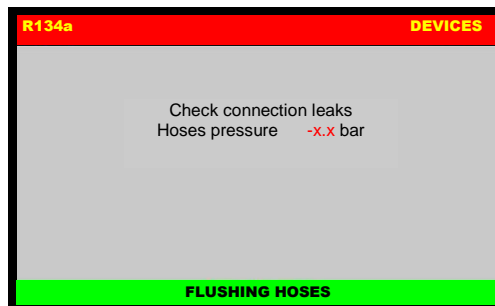 R134a DEVICES
Check connection leaks
Hoses pressure -x.x bar
FLUSHING HOSES